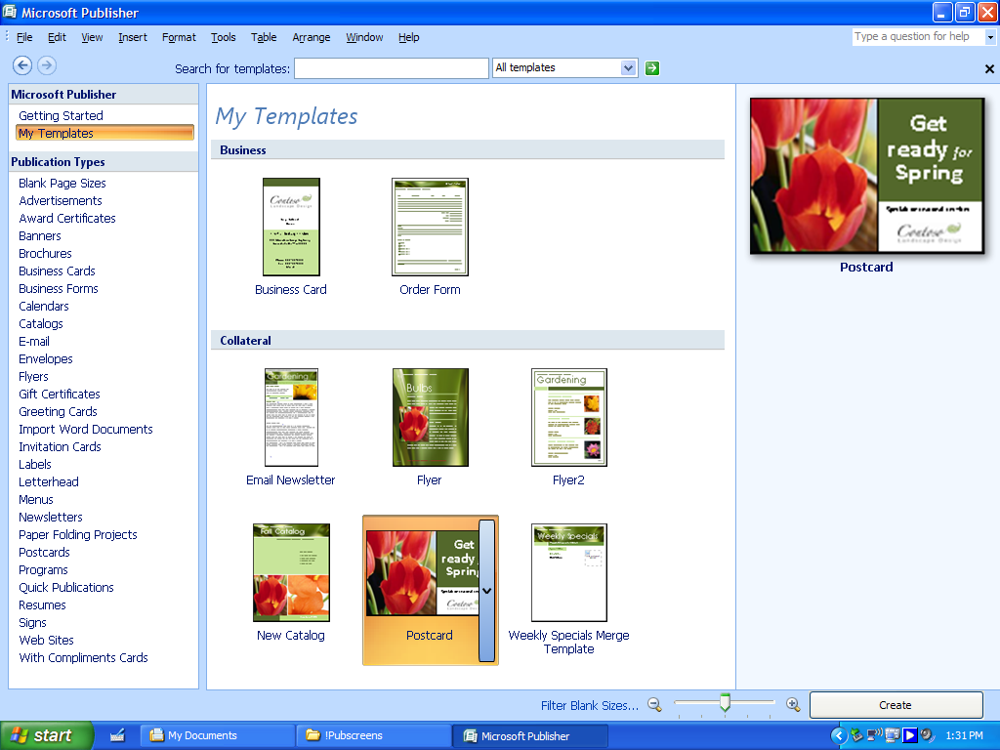 Microsoft Publisher
File Edit View Insert Format Tools Table Arrange Window Help
Type a question for help
Search for templates:
All templates
Microsoft Publisher
Getting Started
My Templates
Publication Types
Blank Page Sizes
Advertisements
Award Certificates
Banners
Brochures
Business Cards
Business Forms
Calendars
Catalogs
E-mail
Envelopes
Flyers
Gift Certificates
Greeting Cards
Import Word Documents
Invitation Cards
Labels
Letterhead
Menus
Newsletters
Paper Folding Projects
Postcards
Programs
Quick Publications
Resumes
Signs
Web Sites
With Compliments Cards
My Templates
Business
Contoso
Landscape Design
Business Card
Order Form
Collateral
Gardening
Email Newsletter
Bulbs
Flyer
Gardening
Flyer2
Fall Catalog
New Catalog
Get
ready
Spring
Contoso
Postcard
Weekly Specials
Weekly Specials Merge
Template
Get
ready for
Spring
Contoso
Landscape Design
Postcard
Filter Blank Sizes...
Create
start
My Documents
!Pubscreens
Microsoft Publisher
1:31 PM